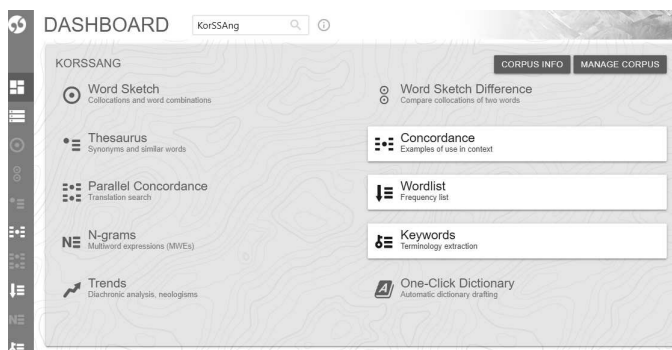 DASHBOARD
KorSSAng
KORSSANG
CORPUS INFO
MANAGE CORPUS
Word Sketch
Collocations and word combinations
Word Sketch Difference
Compare collocations of two words
Thesaurus
Synonyms and similar words
Concordance
Examples of use in context
Parallel Concordance
Translation search
Wordlist
Frequency list
N-grams
Multiword expressions (MWEs)
Keywords
Terminology extraction
Trends
Diachronic analysis, neologisms
One-Click Dictionary
Automatic dictionary drafting